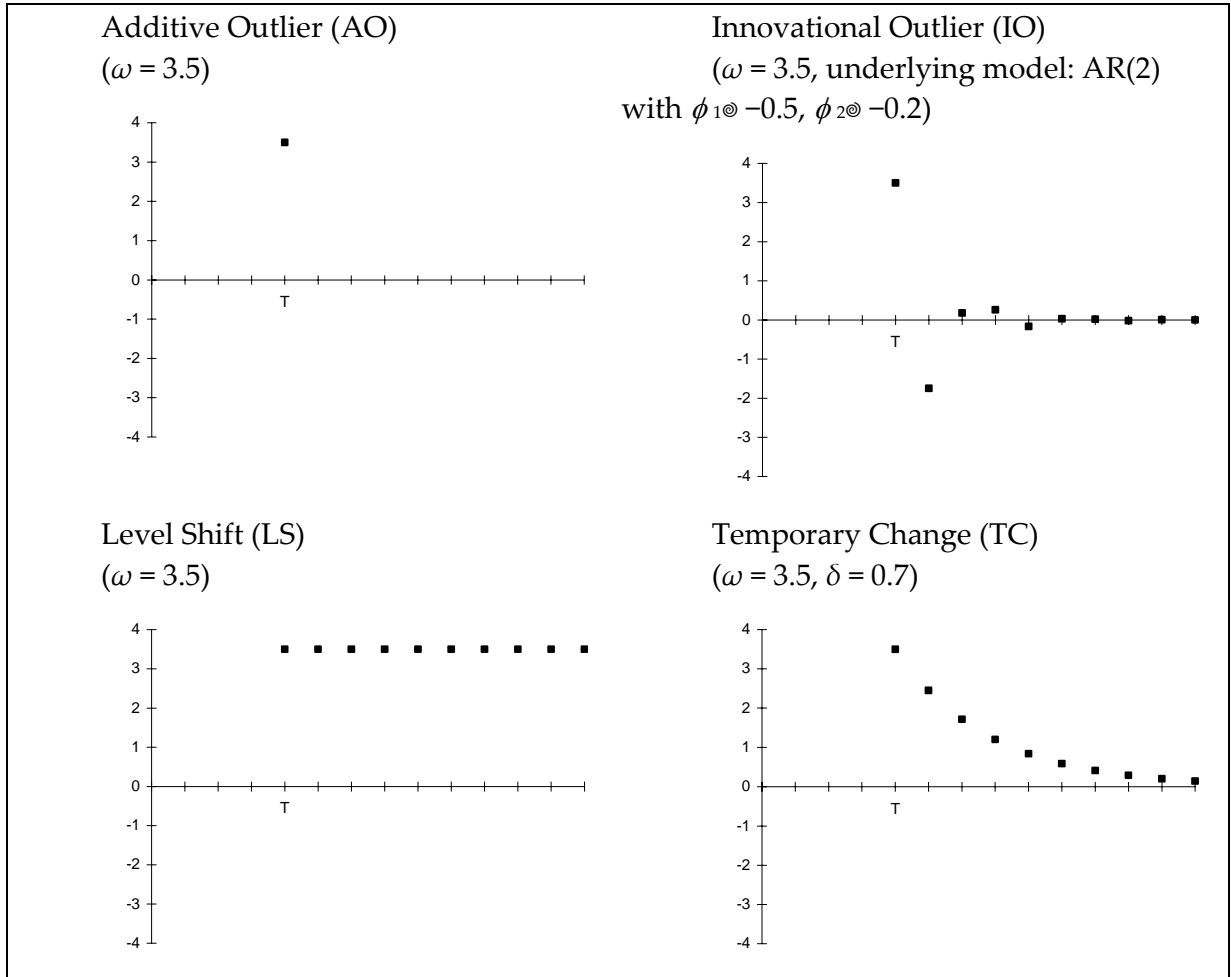 Additive Outlier (AO)
(ω = 3.5)
4
3
2
1
0
-1
-2
-3
-4
T
Innovational Outlier (IO)
(ω = 3.5, underlying model: AR(2)
with ϕ 1⊚ −0.5, ϕ 2⊚ −0.2)
4
3
2
1
0
-1
-2
-3
-4
T
Level Shift (LS)
(ω = 3.5)
4
3
2
1
0
-1
-2
-3
-4
T
Temporary Change (TC)
(ω = 3.5, δ = 0.7)
4
3
2
1
0
-1
-2
-3
-4
T